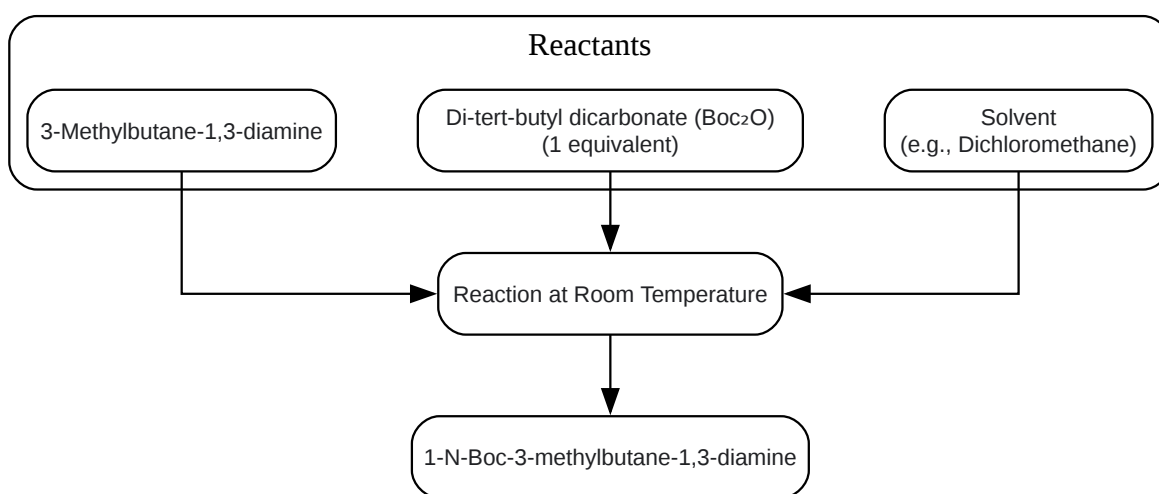 Reactants
3-Methylbutane-1,3-diamine
Di-tert-butyl dicarbonate (Boc₂O)
(1 equivalent)
Solvent
(e.g., Dichloromethane)
Reaction at Room Temperature
1-N-Boc-3-methylbutane-1,3-diamine